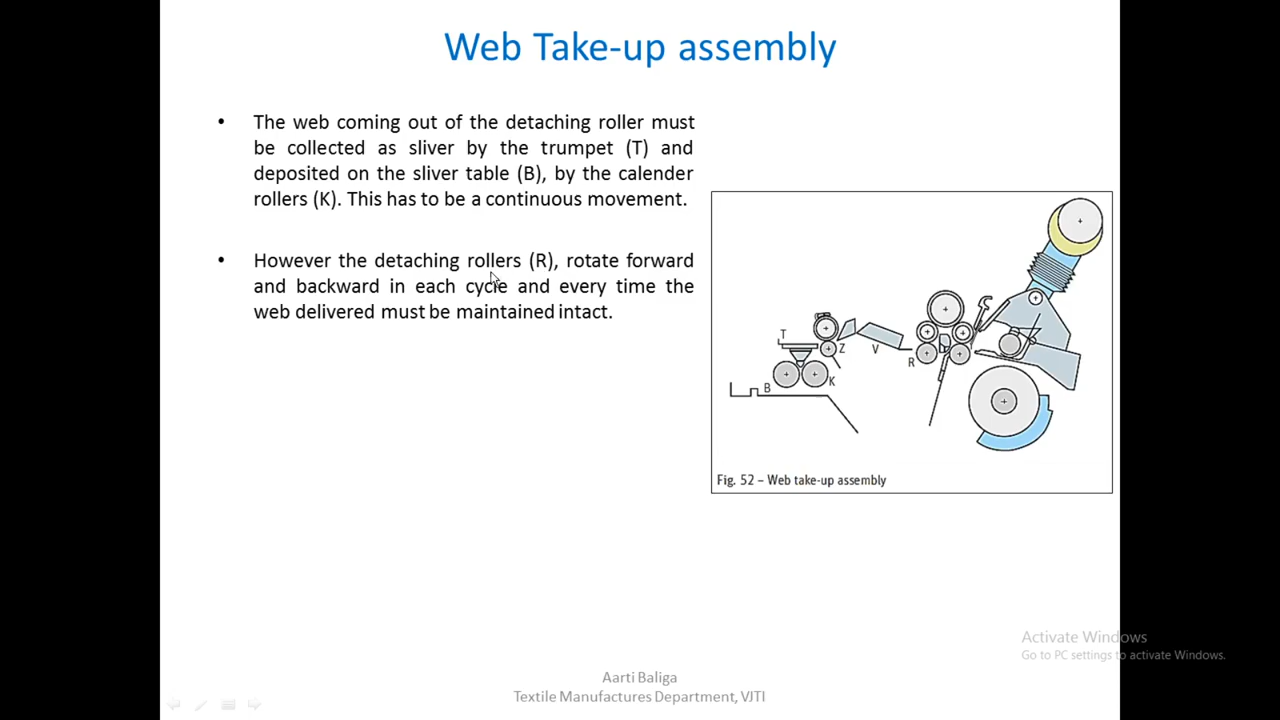 Web Take-up assembly
• The web coming out of the detaching roller must
be collected as sliver by the trumpet (T) and
deposited on the sliver table (B), by the calender
rollers (K). This has to be a continuous movement.
• However the detaching rollers (R), rotate forward
and backward in each cycle and every time the
web delivered must be maintained intact.
T
Z
V
R
K
B
Fig. 52 – Web take-up assembly
Activate Windows
Go to PC settings to activate Windows.
Aarti Baliga
Textile Manufactures Department, VJTI